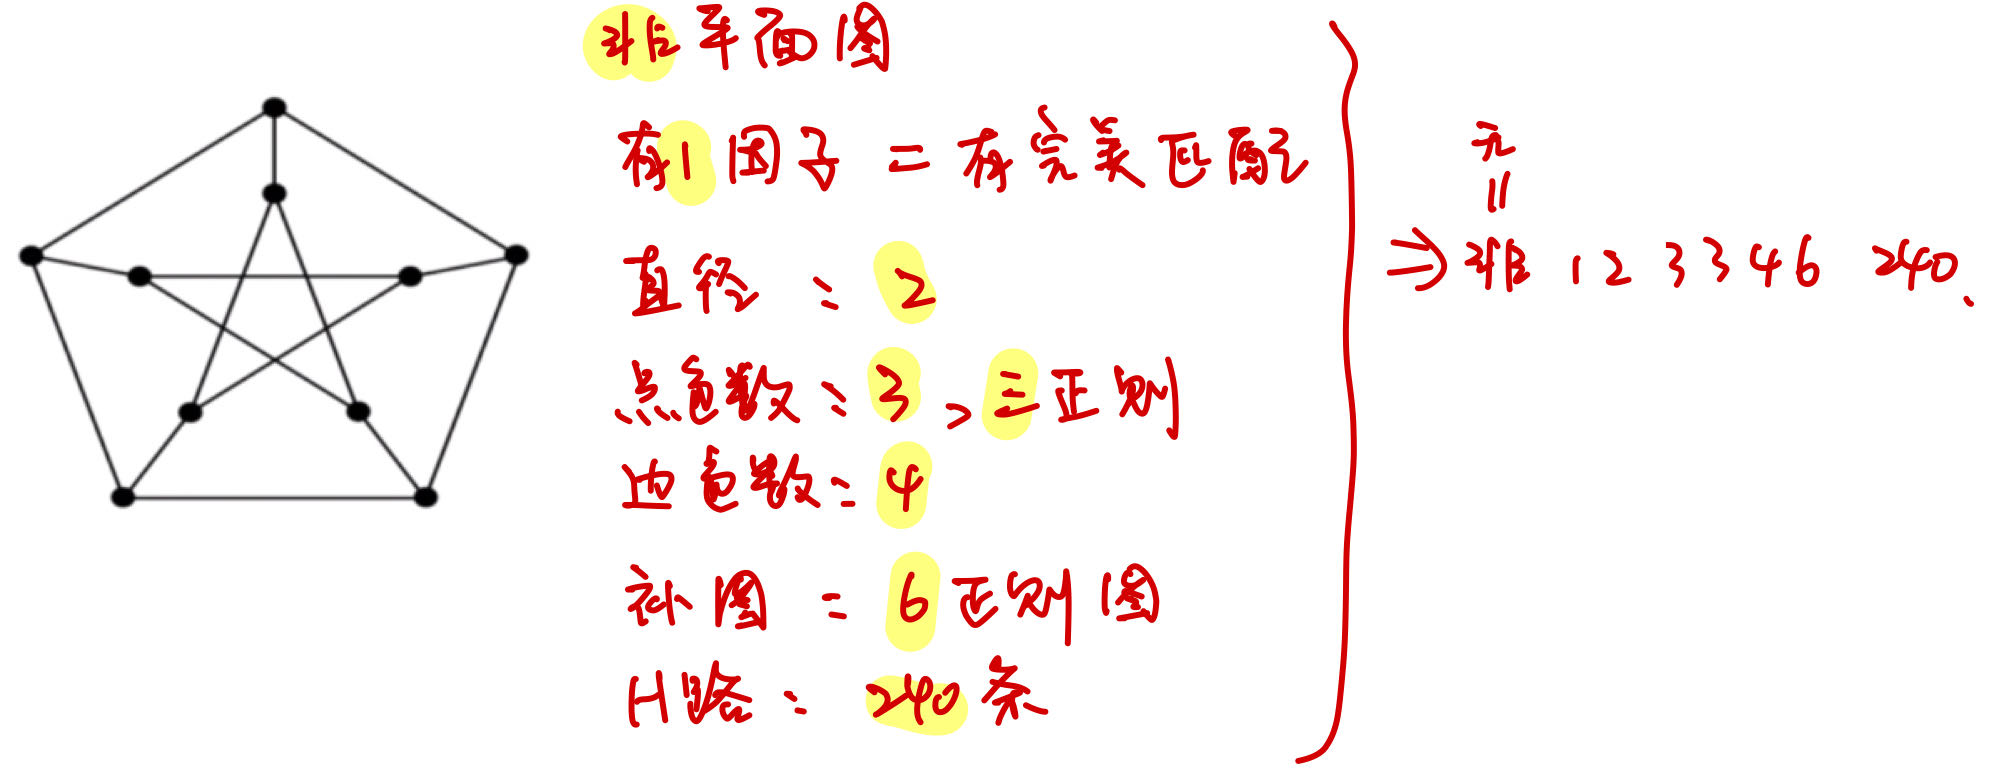 非平面图
有1因子 = 有完美匹配
直径：2
点色数：3、三正则
边色数：4
补图 = 6正则图
H路：240条
无
=
⇒ 非 1 2 3 3 4 6 240.